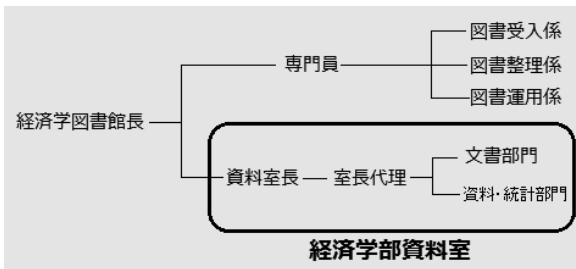 図書受入係
専門員
図書整理係
図書運用係
経済学図書館長
文書部門
資料室長
室長代理
資料・統計部門
経済学部資料室